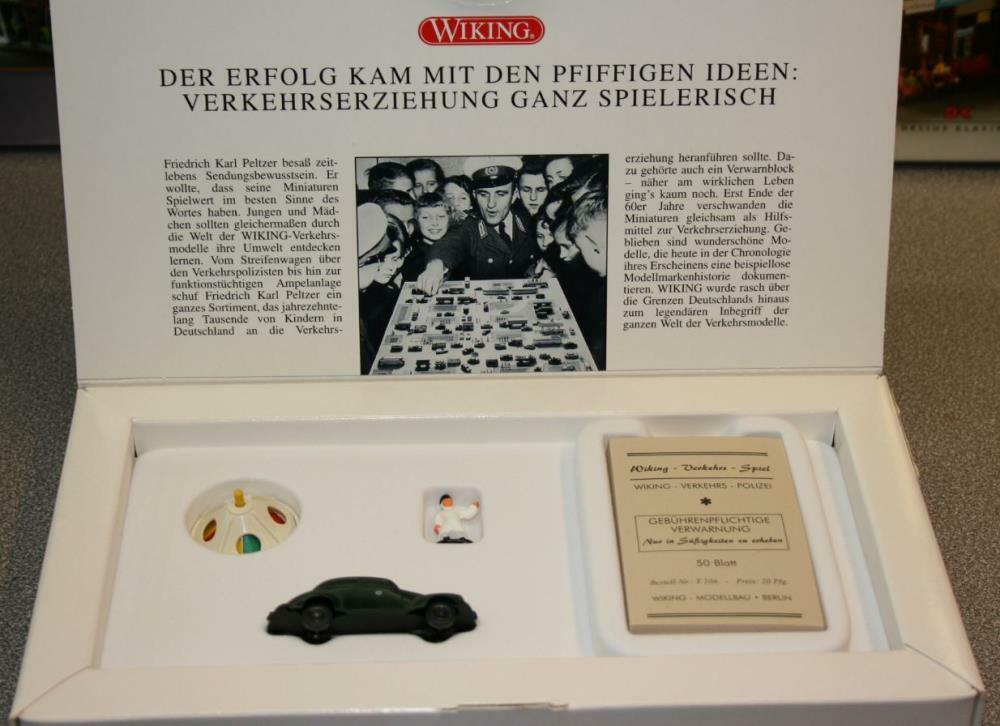 WIKING®
DER ERFOLG KAM MIT DEN PFIFFIGEN IDEEN:
VERKEHRSERZIEHUNG GANZ SPIELERISCH
Friedrich Karl Peltzer besaß zeit-
lebens Sendungsbewusstsein. Er
wollte, dass seine Miniaturen
Spielwert im besten Sinne des
Wortes haben. Jungen und Mäd-
chen sollten gleichermaßen durch
die Welt der WIKING-Verkehrs-
modelle ihre Umwelt entdecken
lernen. Vom Streifenwagen über
den Verkehrspolizisten bis hin zur
funktionstüchtigen Ampelanlage
schuf Friedrich Karl Peltzer ein
ganzes Sortiment, das jahrzehnte-
lang Tausende von Kindern in
Deutschland an die Verkehrs-
erziehung heranführen sollte. Da-
zu gehörte auch ein Verwarnblock
– näher am wirklichen Leben
ging's kaum noch. Erst Ende der
60er Jahre verschwanden die
Miniaturen gleichsam als Hilfs-
mittel zur Verkehrserziehung. Ge-
blieben sind wunderschöne Mo-
delle, die heute in der Chronologie
ihres Erscheinens eine beispiellose
Modellmarkenhistorie dokumen-
tieren. WIKING wurde rasch über
die Grenzen Deutschlands hinaus
zum legendären Inbegriff der
ganzen Welt der Verkehrsmodelle.
Wiking - Verkehrs - Spiel
WIKING - VERKEHRS - POLIZEI
*
GEBÜHRENPFLICHTIGE
VERWARNUNG
Nur in Süßigkeiten zu erheben
50 Blatt
Bestell-Nr.: T 106. - Preis: 20 Pfg.
WIKING - MODELLBAU • BERLIN